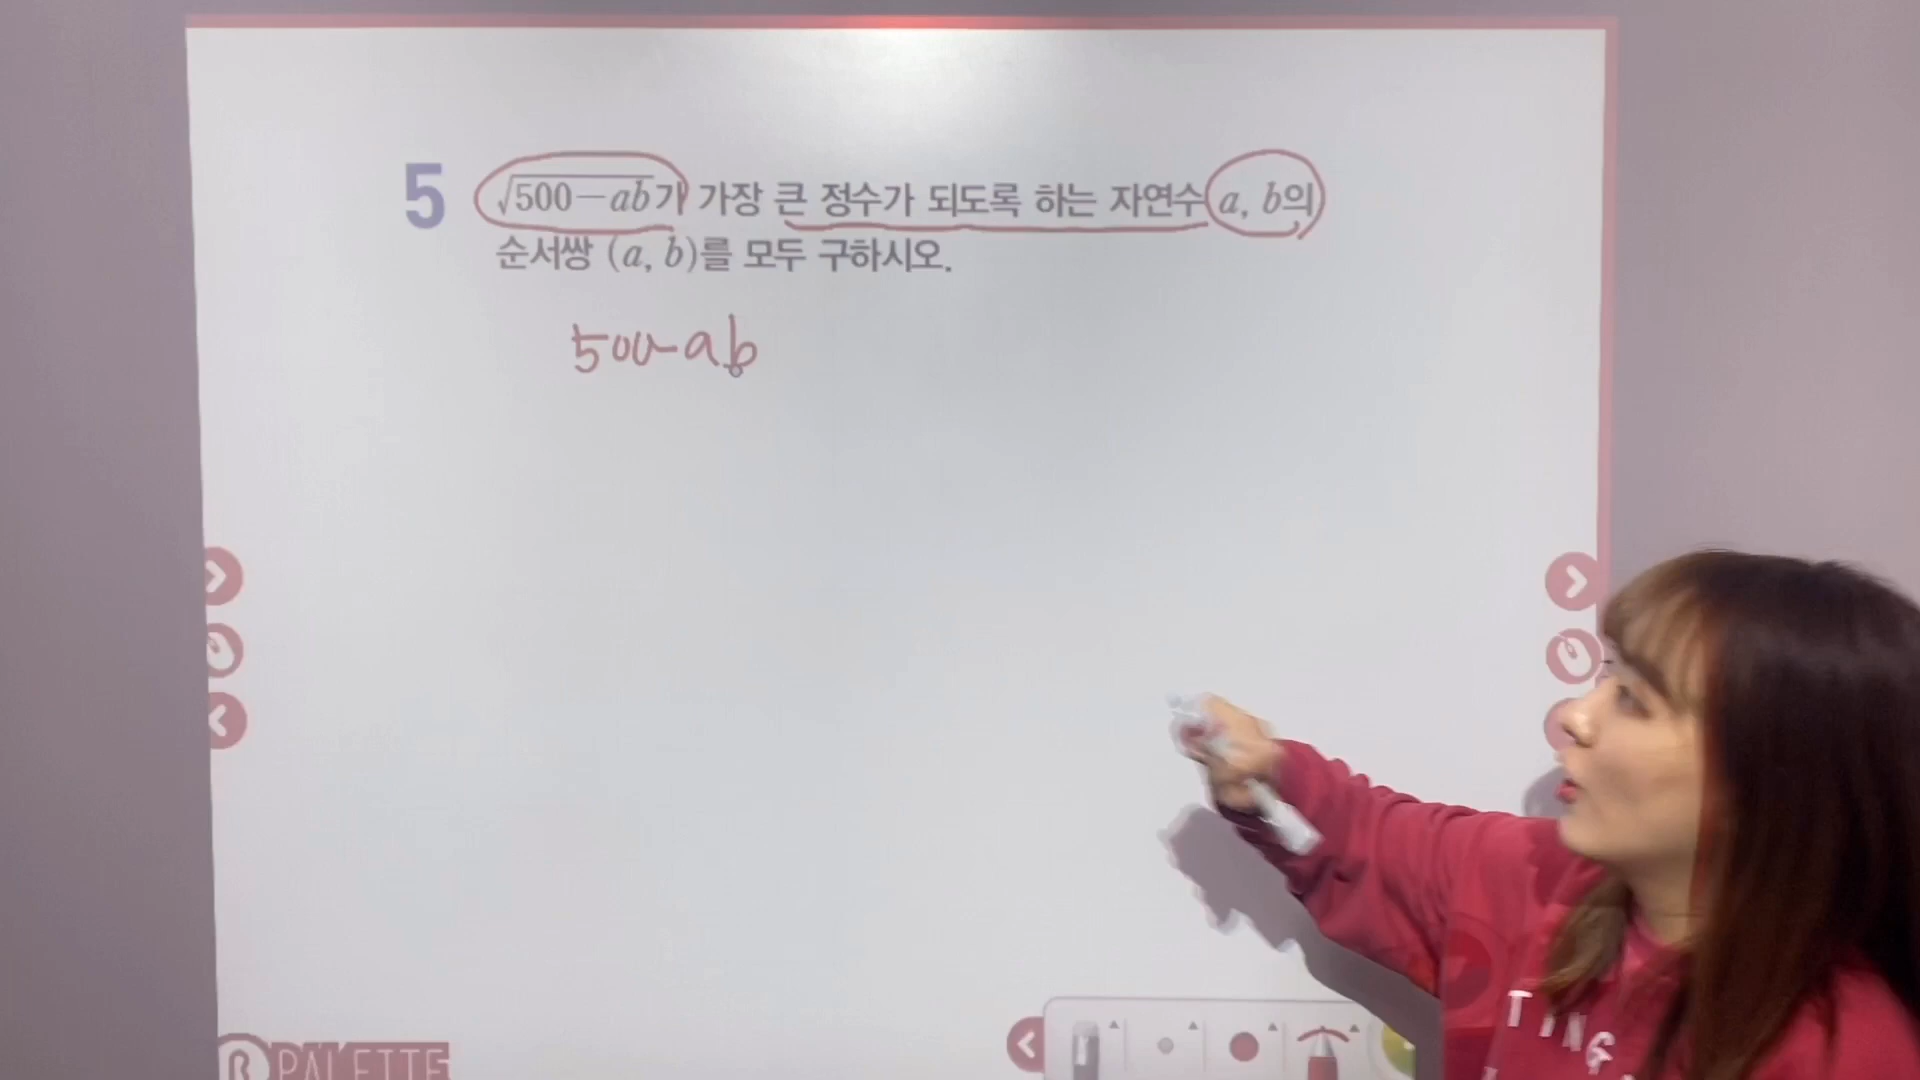 5 √500-ab가 가장 큰 정수가 되도록 하는 자연수 a, b의
순서쌍 (a, b)를 모두 구하시오.
500-ab
PALETTE
TING